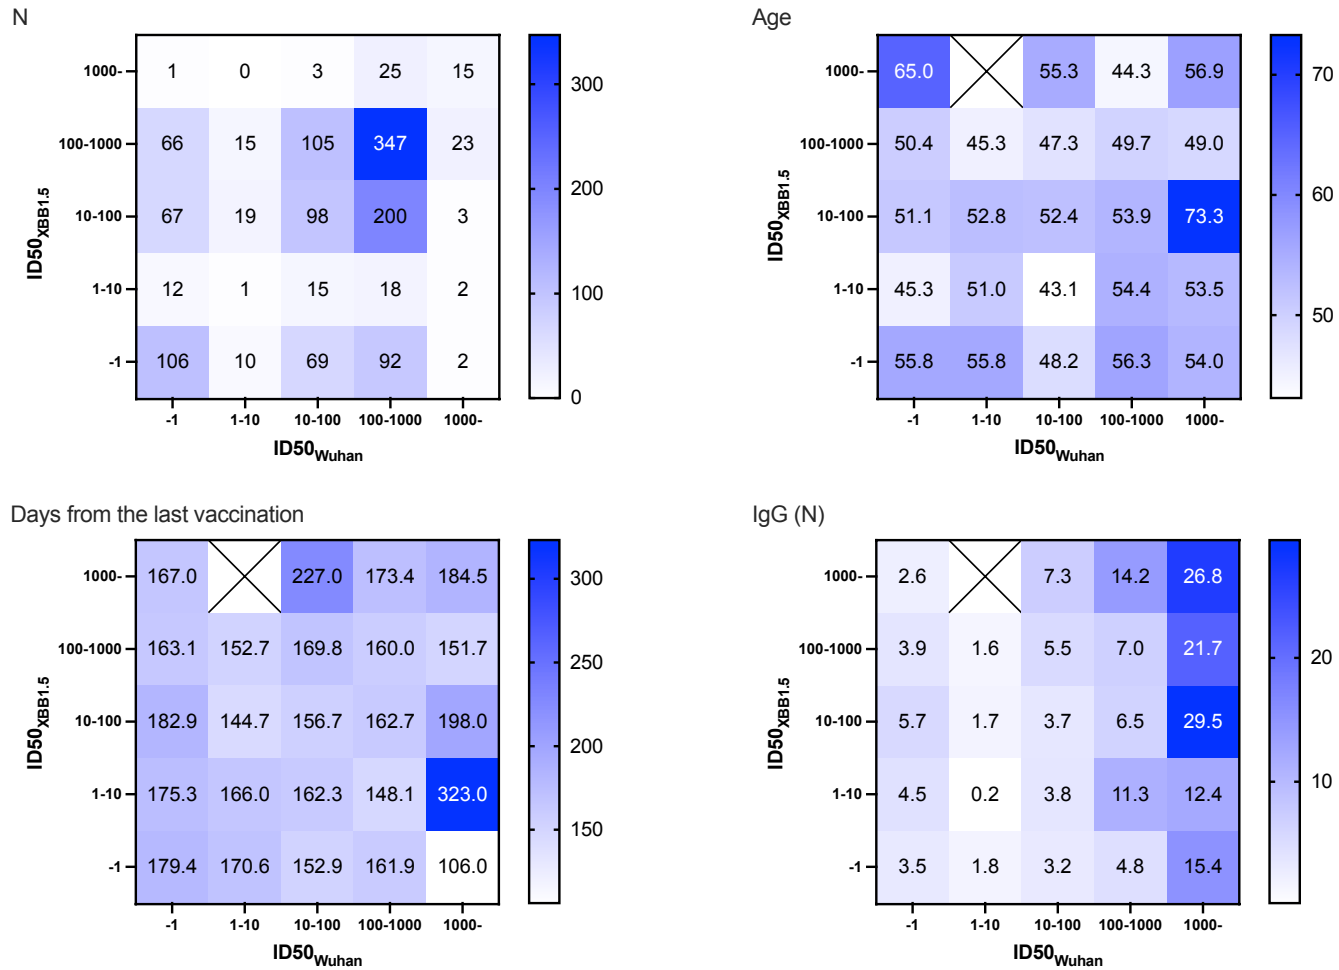 N
1000-
1 0 3 25 15
100-1000
66 15 105 347 23
10-100
67 19 98 200 3
1-10
12 1 15 18 2
-1
106 10 69 92 2
-1 1-10 10-100 100-1000 1000-
ID50Wuhan
ID50XBB1.5
300
200
100
0
Age
1000-
65.0 55.3 44.3 56.9
100-1000
50.4 45.3 47.3 49.7 49.0
10-100
51.1 52.8 52.4 53.9 73.3
1-10
45.3 51.0 43.1 54.4 53.5
-1
55.8 55.8 48.2 56.3 54.0
-1 1-10 10-100 100-1000 1000-
ID50Wuhan
ID50XBB1.5
70
60
50
Days from the last vaccination
1000-
167.0 227.0 173.4 184.5
100-1000
163.1 152.7 169.8 160.0 151.7
10-100
182.9 144.7 156.7 162.7 198.0
1-10
175.3 166.0 162.3 148.1 323.0
-1
179.4 170.6 152.9 161.9 106.0
-1 1-10 10-100 100-1000 1000-
ID50Wuhan
ID50XBB1.5
300
250
200
150
IgG (N)
1000-
2.6 7.3 14.2 26.8
100-1000
3.9 1.6 5.5 7.0 21.7
10-100
5.7 1.7 3.7 6.5 29.5
1-10
4.5 0.2 3.8 11.3 12.4
-1
3.5 1.8 3.2 4.8 15.4
-1 1-10 10-100 100-1000 1000-
ID50Wuhan
ID50XBB1.5
20
10